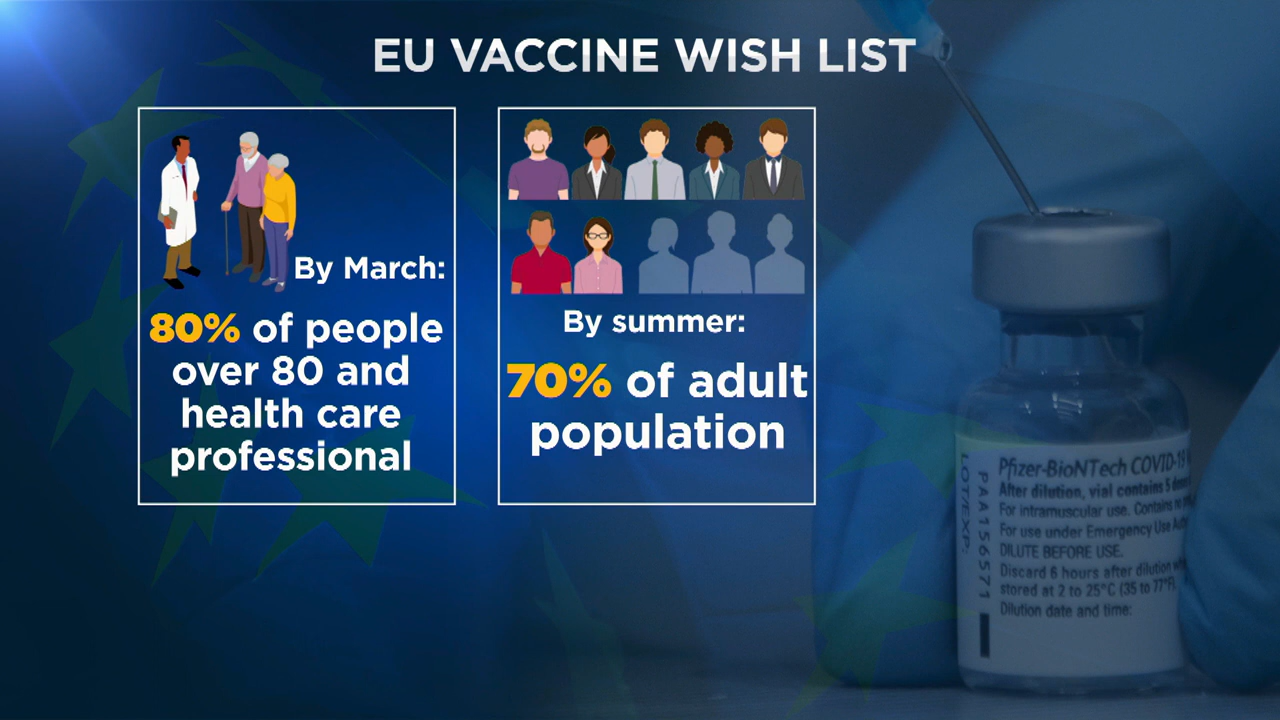 EU VACCINE WISH LIST
By March:
80% of people
over 80 and
health care
professional
By summer:
70% of adult
population
Pfizer-BioNTech COVID-19
After dilution, vial contains 5
For intramuscular use. Contains no
For use under Emergency Use
DILUTE BEFORE USE.
Discard 6 hours after dilution
stored at 2 to 25°C (35 to 77°F)
Dilution date and time:
LOT/EXP:
PAA156571